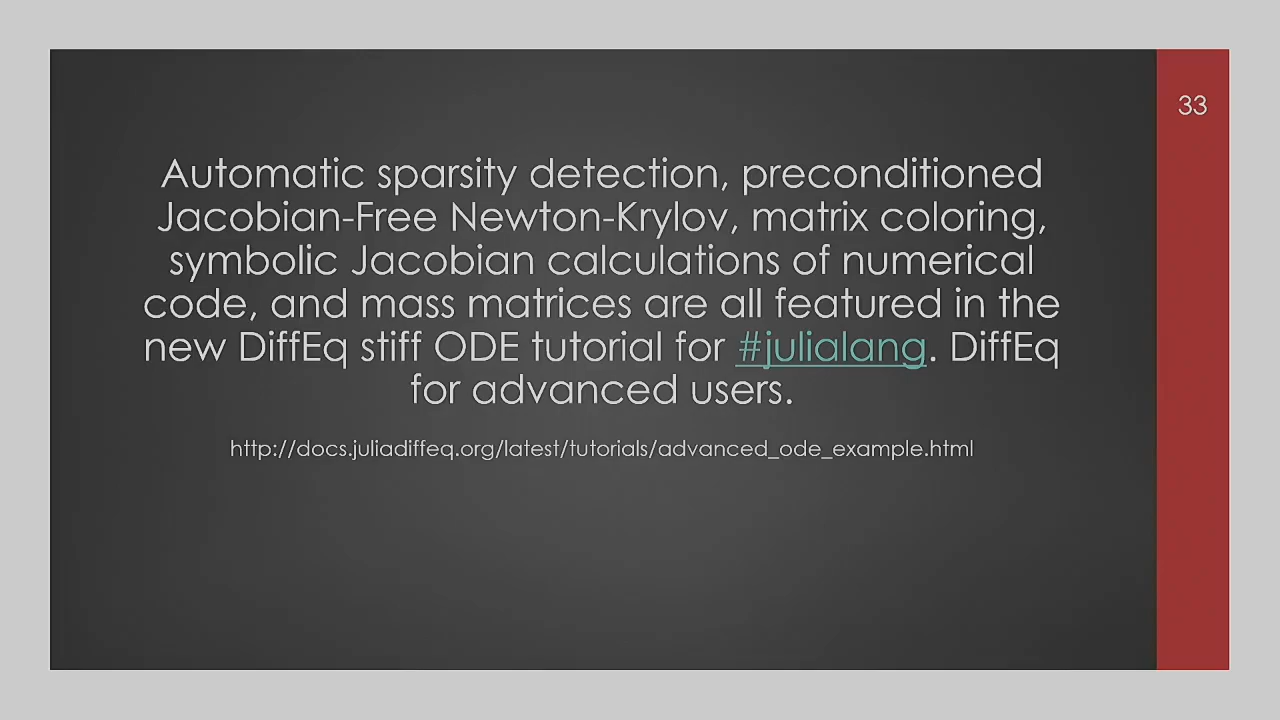 33
Automatic sparsity detection, preconditioned
Jacobian-Free Newton-Krylov, matrix coloring,
symbolic Jacobian calculations of numerical
code, and mass matrices are all featured in the
new DiffEq stiff ODE tutorial for #julialang. DiffEq
for advanced users.
http://docs.juliadiffeq.org/latest/tutorials/advanced_ode_example.html